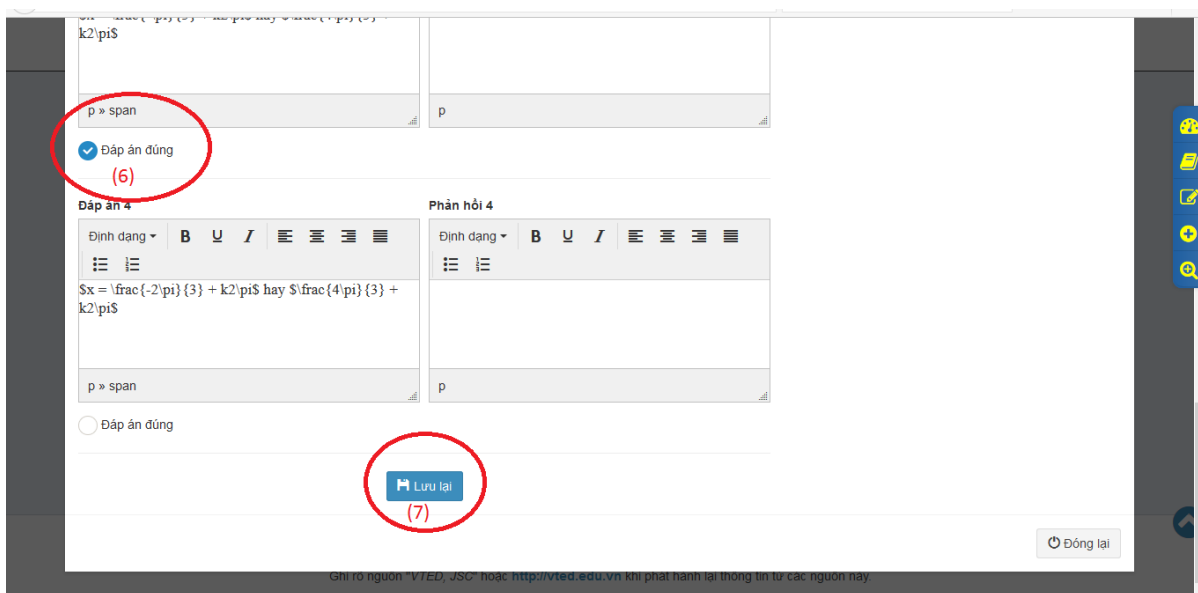 k2\pi$
p » span
p
Đáp án đúng
(6)
Đáp án 4
Phản hồi 4
Định dạng B U I
Định dạng B U I
$x = \frac{-2\pi}{3} + k2\pi$ hay $\frac{4\pi}{3} +
k2\pi$
p » span
p
Đáp án đúng
Lưu lại
(7)
Đóng lại
Ghi rõ nguồn "VTED, JSC" hoặc http://vted.edu.vn khi phát hành lại thông tin từ các nguồn này.